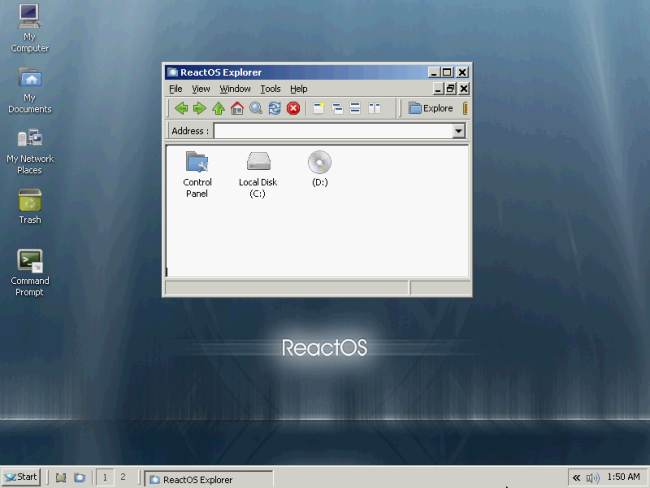 My
Computer
My
Documents
My Network
Places
Trash
Command
Prompt
ReactOS Explorer
File View Window Tools Help
Explore
Address :
Control
Panel
Local Disk
(C:)
(D:)
ReactOS
Start 1 2 ReactOS Explorer 1:50 AM